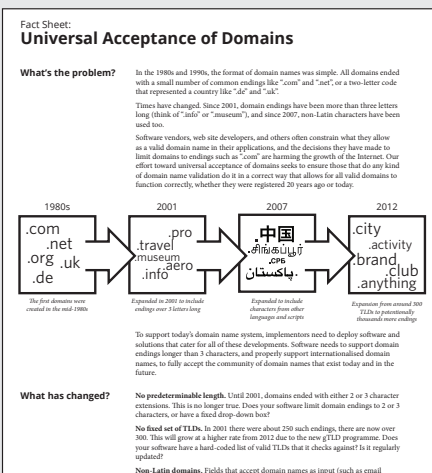 Fact Sheet:
Universal Acceptance of Domains
What's the problem?
In the 1980s and 1990s, the format of domain names was simple. All domains ended
with a small number of common endings like ".com" and ".net", or a two-letter code
that represented a country like ".de" and ".uk".
Times have changed. Since 2001, domain endings have been more than three letters
long (think of ".info" or ".museum"), and since 2007, non-Latin characters have been
used too.
Software vendors, web site developers, and others often constrain what they allow
as a valid domain name in their applications, and the decisions they have made to
limit domains to endings such as ".com" are harming the growth of the Internet. Our
effort toward universal acceptance of domains seeks to ensure those that do any kind
of domain name validation do it in a correct way that allows for all valid domains to
function correctly, whether they were registered 20 years ago or today.
1980s
.com
.net
.org
.uk
.de
The first domains were
created in the mid-1980s
2001
.pro
.travel
.museum
.info
.aero
Expanded in 2001 to include
endings over 3 letters long
2007
.中国
.சிங்கப்பூர்
.СРБ
.پاکستان
Expanded to include
characters from other
languages and scripts
2012
.city
.activity
.brand
.club
.anything
Expansion from around 300
TLDs to potentially
thousands more endings
To support today's domain name system, implementors need to deploy software and
solutions that cater for all of these developments. Software needs to support domain
endings longer than 3 characters, and properly support internationalised domain
names, to fully accept the community of domain names that exist today and in the
future.
What has changed?
No predeterminable length. Until 2001, domains ended with either 2 or 3 character
extensions. This is no longer true. Does your software limit domain endings to 2 or 3
characters, or have a fixed drop-down box?
No fixed set of TLDs. In 2001 there were about 250 such endings, there are now over
300. This will grow at a higher rate from 2012 due to the new gTLD programme. Does
your software have a hard-coded list of valid TLDs that it checks against? Is it regularly
updated?
Non-Latin domains. Fields that accept domain names as input (such as email